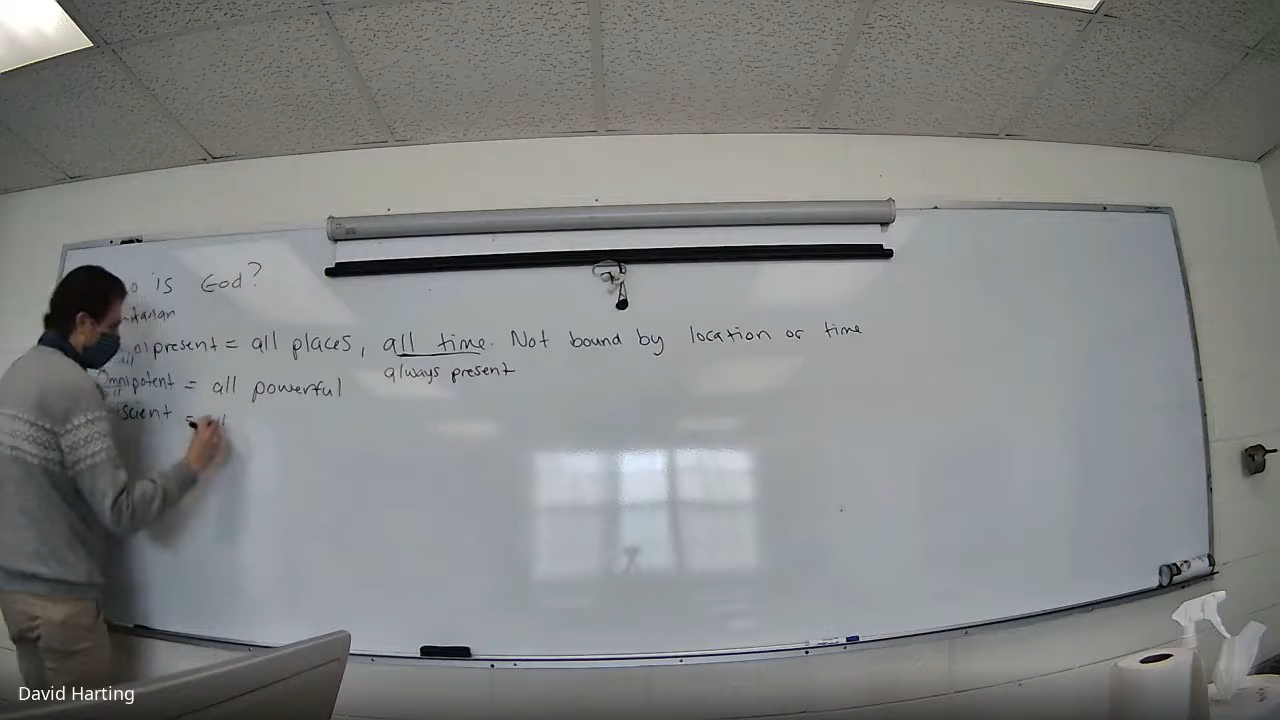 is God?
present = all places, all time. Not bound by location or time
always present
Omnipotent = all powerful
all
scient =
David Harting